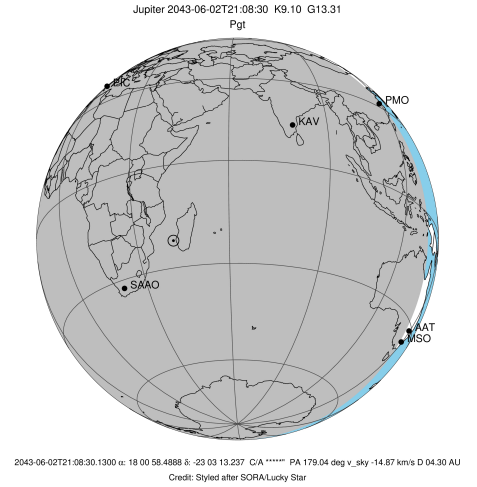 Jupiter 2043-06-02T21:08:30 K9.10 G13.31
Pgt
PIC
PMO
KAV
SAAO
AAT
MSO
2043-06-02T21:08:30.1300 α: 18 00 58.4888 δ: -23 03 13.237 C/A *****" PA 179.04 deg v_sky -14.87 km/s D 04.30 AU
Credit: Styled after SORA/Lucky Star